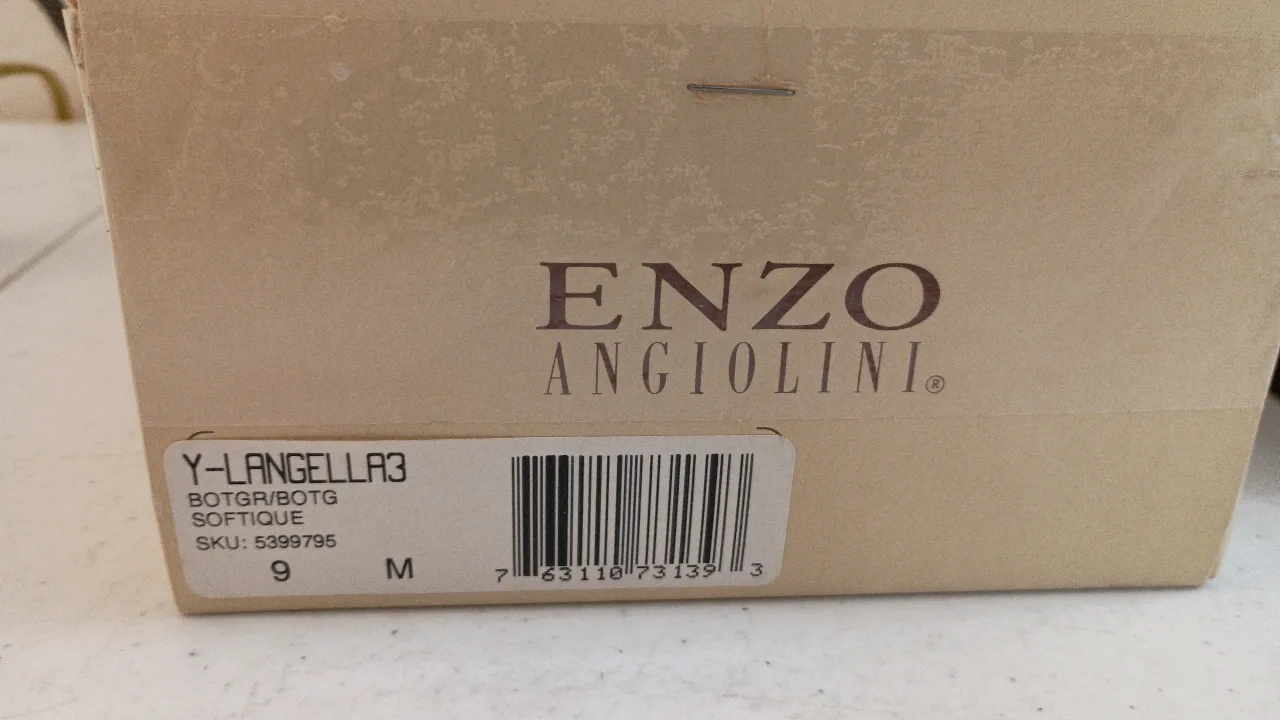 ENZO
ANGIOLINI®
Y-LANGELLA3
BOTGR/BOTG
SOFTIQUE
SKU: 5399795
9 M
7 63110 73139 3